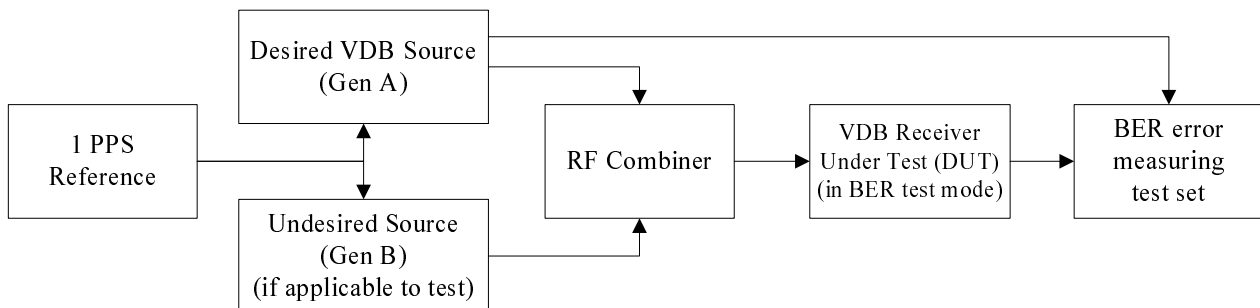 1 PPS
Reference
Desired VDB Source
(Gen A)
Undesired Source
(Gen B)
(if applicable to test)
RF Combiner
VDB Receiver
Under Test (DUT)
(in BER test mode)
BER error
measuring
test set